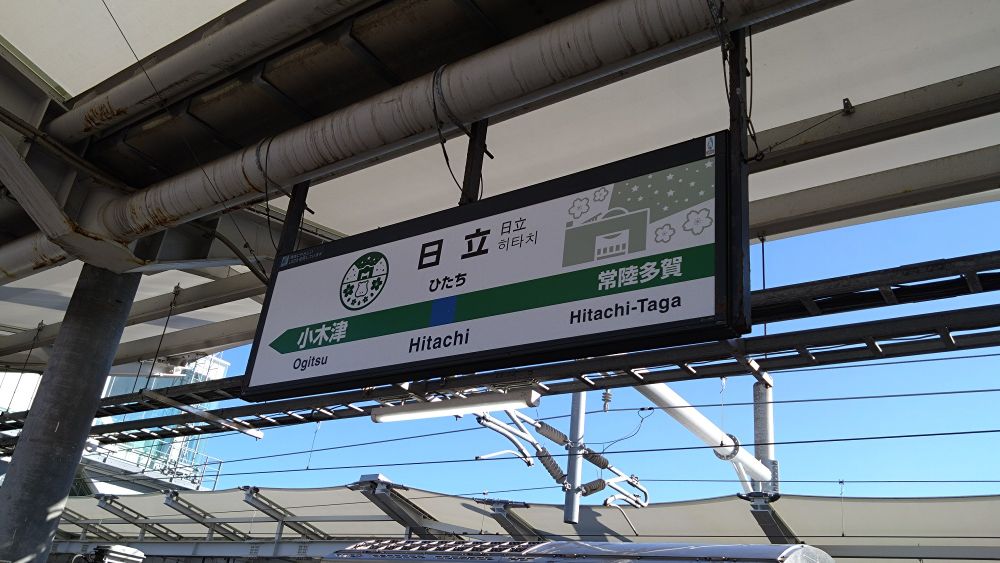 日立
日立
히타치
ひたち
小木津
常陸多賀
Ogitsu
Hitachi
Hitachi-Taga